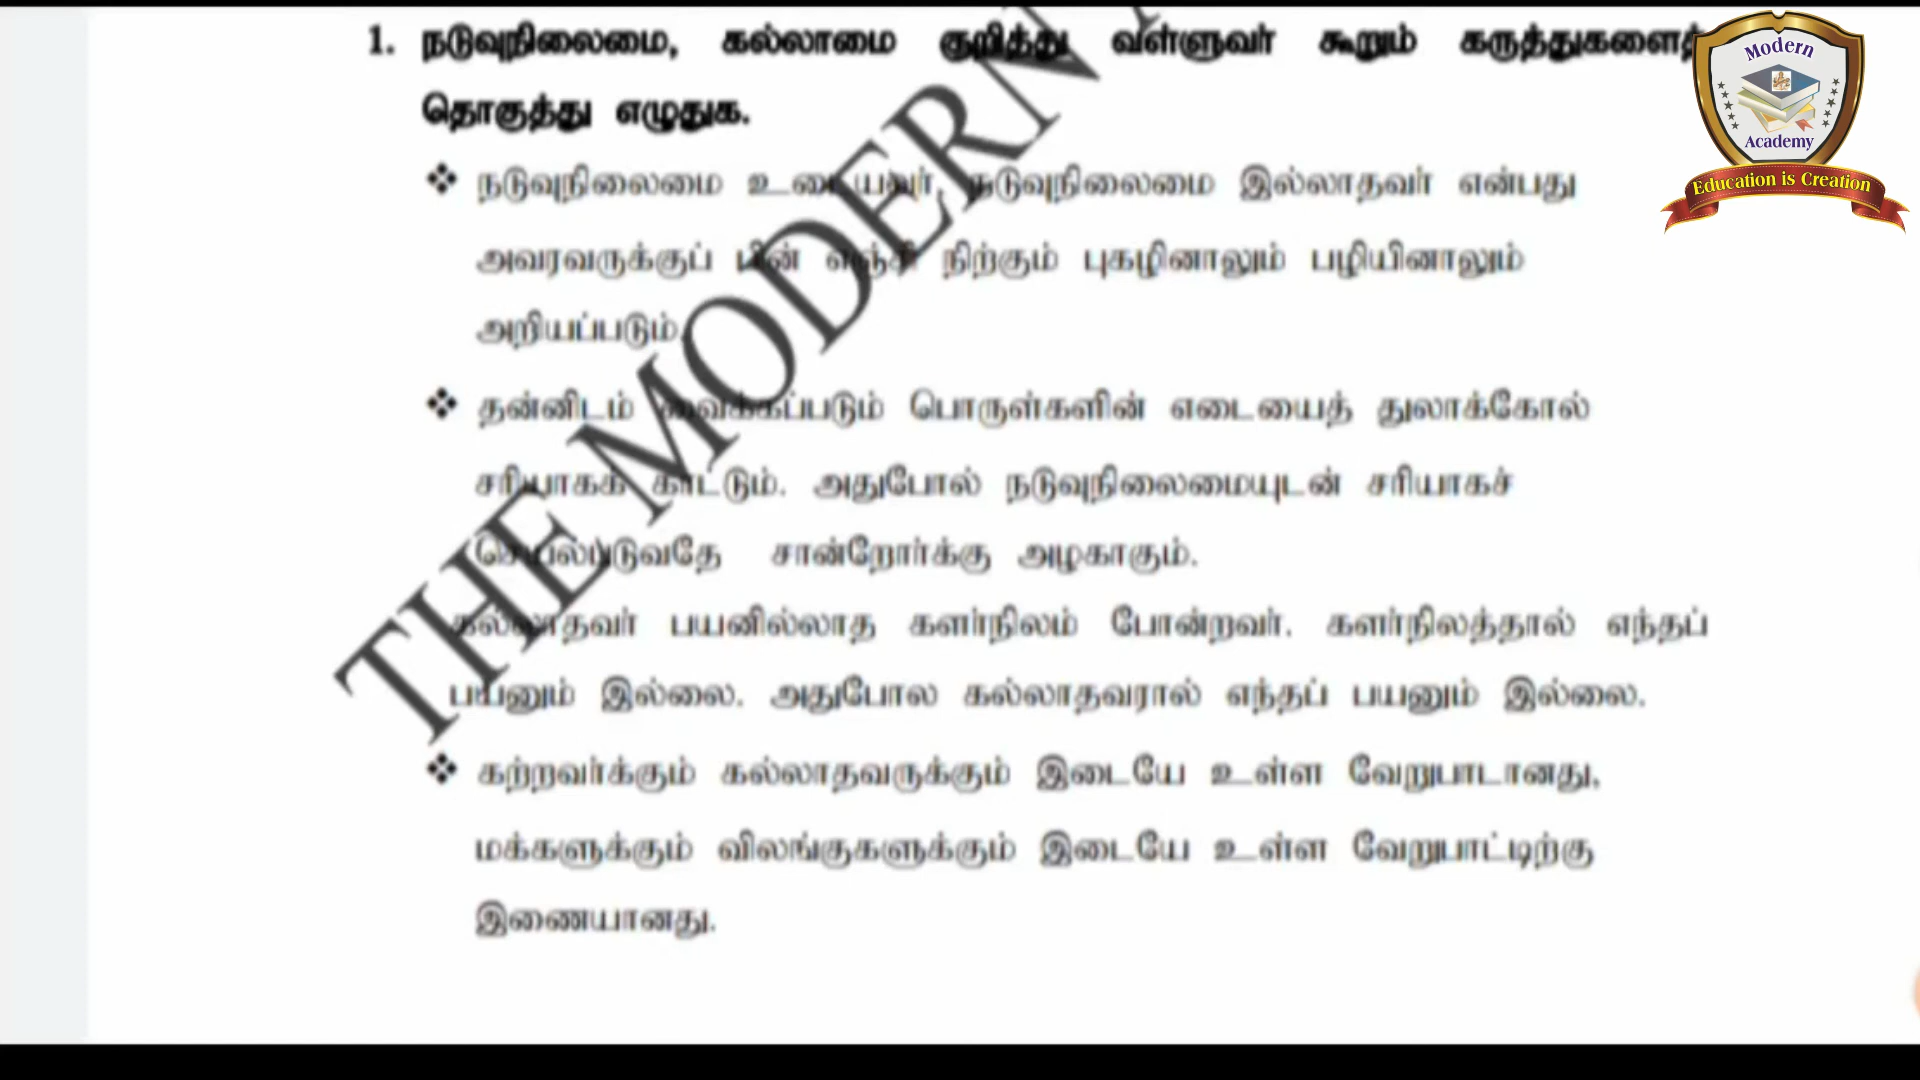 1. நடுவுநிலைமை, கல்லாமை குறித்து வள்ளுவர் கூறும் கருத்துகளைத்
தொகுத்து எழுதுக.
❖ நடுவுநிலைமை உடையவர், நடுவுநிலைமை இல்லாதவர் என்பது
அவரவருக்குப் பின் எஞ்சி நிற்கும் புகழினாலும் பழியினாலும்
அறியப்படும்.
❖ தன்னிடம் வைக்கப்படும் பொருள்களின் எடையைத் துலாக்கோல்
சரியாகக் காட்டும். அதுபோல் நடுவுநிலைமையுடன் சரியாகச்
செயல்படுவதே சான்றோர்க்கு அழகாகும்.
கல்லாதவர் பயனில்லாத களர்நிலம் போன்றவர். களர்நிலத்தால் எந்தப்
பயனும் இல்லை. அதுபோல கல்லாதவரால் எந்தப் பயனும் இல்லை.
❖ கற்றவர்க்கும் கல்லாதவருக்கும் இடையே உள்ள வேறுபாடானது,
மக்களுக்கும் விலங்குகளுக்கும் இடையே உள்ள வேறுபாட்டிற்கு
இணையானது.
THE MODERN
Modern
Academy
Education is Creation